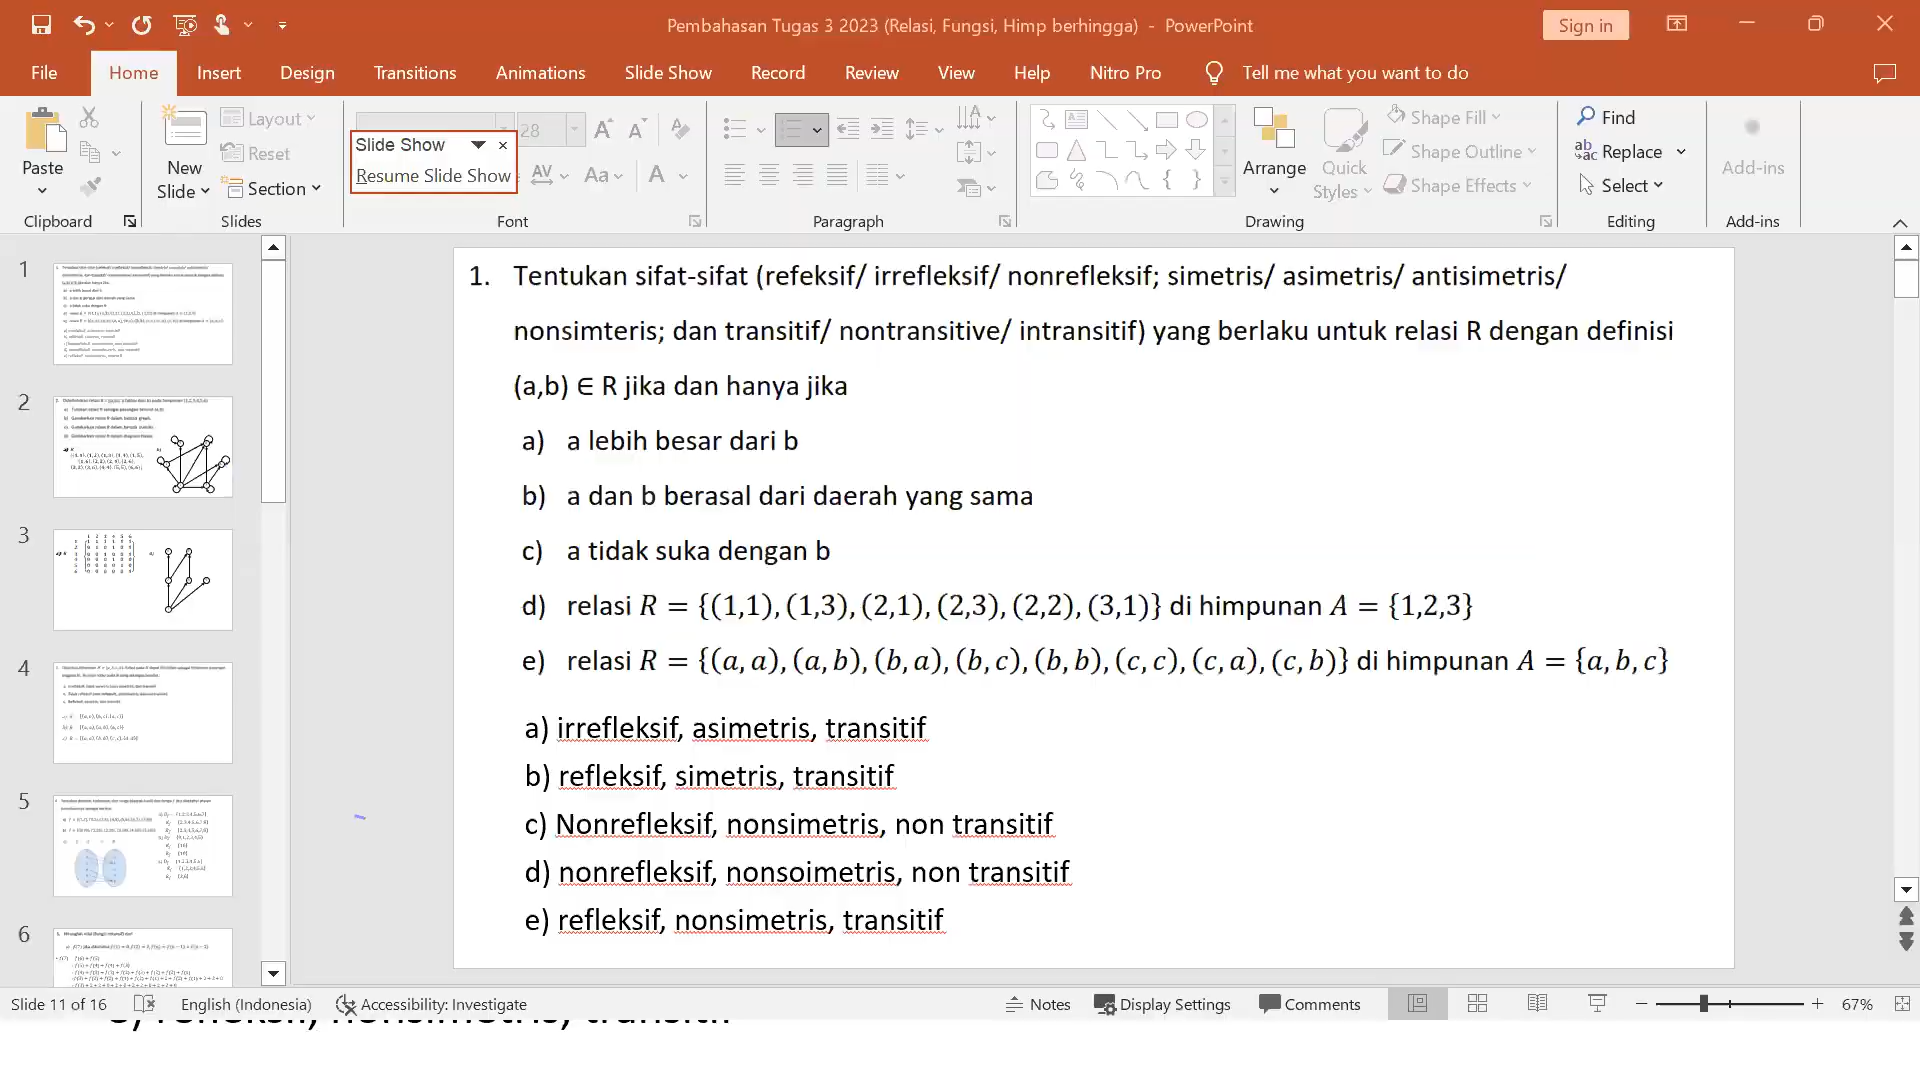 Pembahasan Tugas 3 2023 (Relasi, Fungsi, Himp berhingga) - PowerPoint
Sign in
File Home Insert Design Transitions Animations Slide Show Record Review View Help Nitro Pro Tell me what you want to do
Paste
New Slide
Layout
Reset
Section
Slide Show
Resume Slide Show
28
Arrange
Quick Styles
Shape Fill
Shape Outline
Shape Effects
Find
Replace
Select
Add-ins
Clipboard Slides Font Paragraph Drawing Editing Add-ins
1
2
3
4
5
6
1. Tentukan sifat-sifat (refeksif/ irrefleksif/ nonrefleksif; simetris/ asimetris/ antisimetris/
nonsimteris; dan transitif/ nontransitive/ intransitif) yang berlaku untuk relasi R dengan definisi
(a,b) ∈ R jika dan hanya jika
a) a lebih besar dari b
b) a dan b berasal dari daerah yang sama
c) a tidak suka dengan b
d) relasi R = {(1,1), (1,3), (2,1), (2,3), (2,2), (3,1)} di himpunan A = {1,2,3}
e) relasi R = {(a, a), (a, b), (b, a), (b, c), (b, b), (c, c), (c, a), (c, b)} di himpunan A = {a, b, c}
a) irrefleksif, asimetris, transitif
b) refleksif, simetris, transitif
c) Nonrefleksif, nonsimetris, non transitif
d) nonrefleksif, nonsoimetris, non transitif
e) refleksif, nonsimetris, transitif
Slide 11 of 16 English (Indonesia) Accessibility: Investigate Notes Display Settings Comments 67%